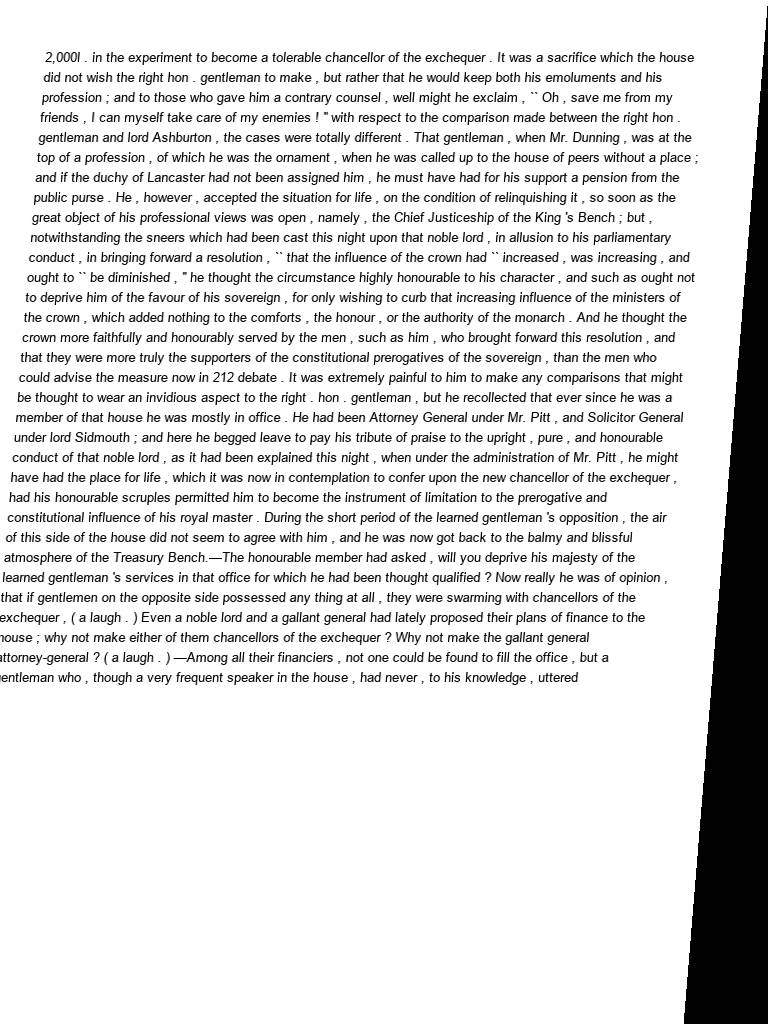 2,000l . in the experiment to become a tolerable chancellor of the exchequer . It was a sacrifice which the house
did not wish the right hon . gentleman to make , but rather that he would keep both his emoluments and his
profession ; and to those who gave him a contrary counsel , well might he exclaim , `` Oh , save me from my
friends , I can myself take care of my enemies ! '' with respect to the comparison made between the right hon .
gentleman and lord Ashburton , the cases were totally different . That gentleman , when Mr. Dunning , was at the
top of a profession , of which he was the ornament , when he was called up to the house of peers without a place ;
and if the duchy of Lancaster had not been assigned him , he must have had for his support a pension from the
public purse . He , however , accepted the situation for life , on the condition of relinquishing it , so soon as the
great object of his professional views was open , namely , the Chief Justiceship of the King 's Bench ; but ,
notwithstanding the sneers which had been cast this night upon that noble lord , in allusion to his parliamentary
conduct , in bringing forward a resolution , `` that the influence of the crown had `` increased , was increasing , and
ought to `` be diminished , '' he thought the circumstance highly honourable to his character , and such as ought not
to deprive him of the favour of his sovereign , for only wishing to curb that increasing influence of the ministers of
the crown , which added nothing to the comforts , the honour , or the authority of the monarch . And he thought the
crown more faithfully and honourably served by the men , such as him , who brought forward this resolution , and
that they were more truly the supporters of the constitutional prerogatives of the sovereign , than the men who
could advise the measure now in 212 debate . It was extremely painful to him to make any comparisons that might
be thought to wear an invidious aspect to the right . hon . gentleman , but he recollected that ever since he was a
member of that house he was mostly in office . He had been Attorney General under Mr. Pitt , and Solicitor General
under lord Sidmouth ; and here he begged leave to pay his tribute of praise to the upright , pure , and honourable
conduct of that noble lord , as it had been explained this night , when under the administration of Mr. Pitt , he might
have had the place for life , which it was now in contemplation to confer upon the new chancellor of the exchequer ,
had his honourable scruples permitted him to become the instrument of limitation to the prerogative and
constitutional influence of his royal master . During the short period of the learned gentleman 's opposition , the air
of this side of the house did not seem to agree with him , and he was now got back to the balmy and blissful
atmosphere of the Treasury Bench.—The honourable member had asked , will you deprive his majesty of the
learned gentleman 's services in that office for which he had been thought qualified ? Now really he was of opinion ,
that if gentlemen on the opposite side possessed any thing at all , they were swarming with chancellors of the
exchequer , ( a laugh . ) Even a noble lord and a gallant general had lately proposed their plans of finance to the
house ; why not make either of them chancellors of the exchequer ? Why not make the gallant general
attorney-general ? ( a laugh . ) —Among all their financiers , not one could be found to fill the office , but a
gentleman who , though a very frequent speaker in the house , had never , to his knowledge , uttered